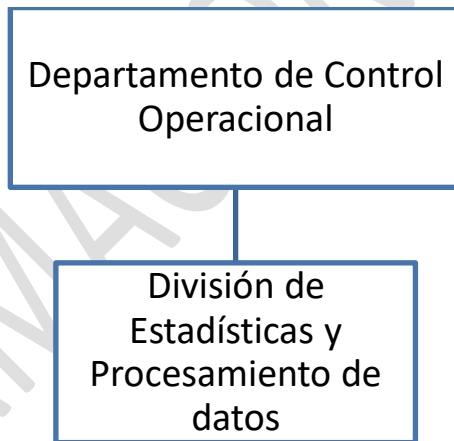 Departamento de Control
Operacional
División de
Estadísticas y
Procesamiento de
datos